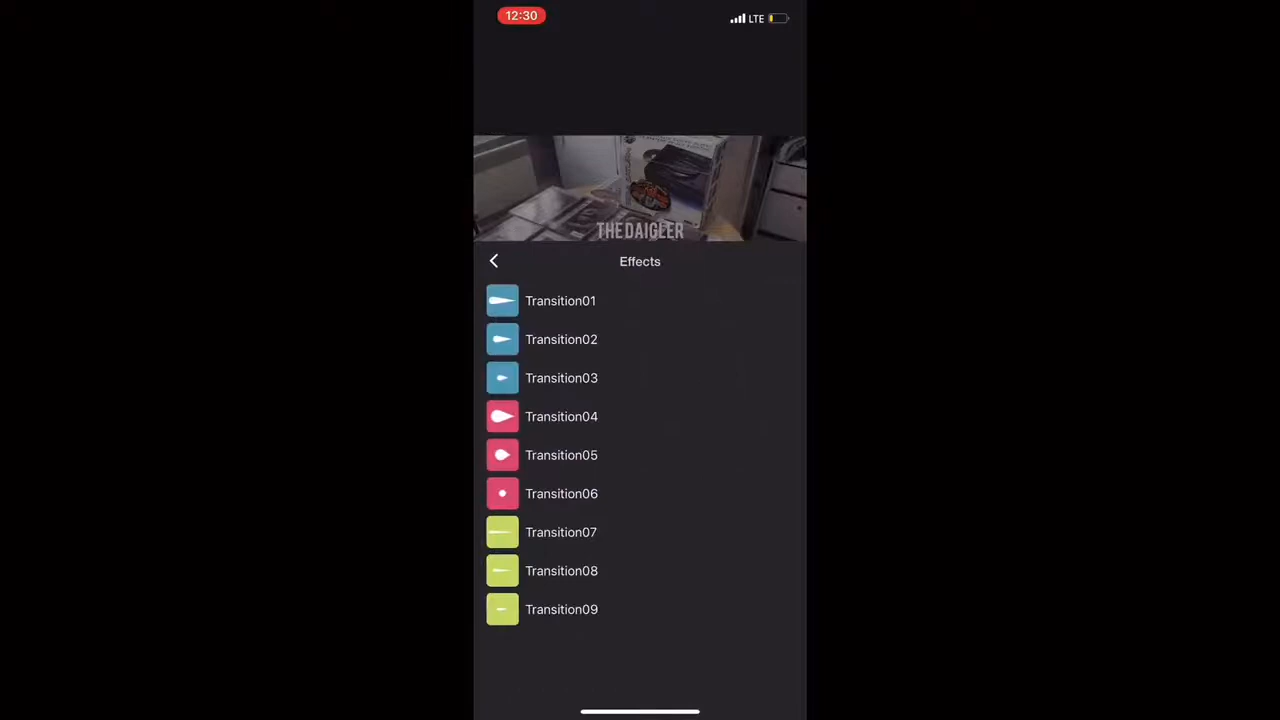 12:30
LTE
THE DAIGLER
Effects
Transition01
Transition02
Transition03
Transition04
Transition05
Transition06
Transition07
Transition08
Transition09